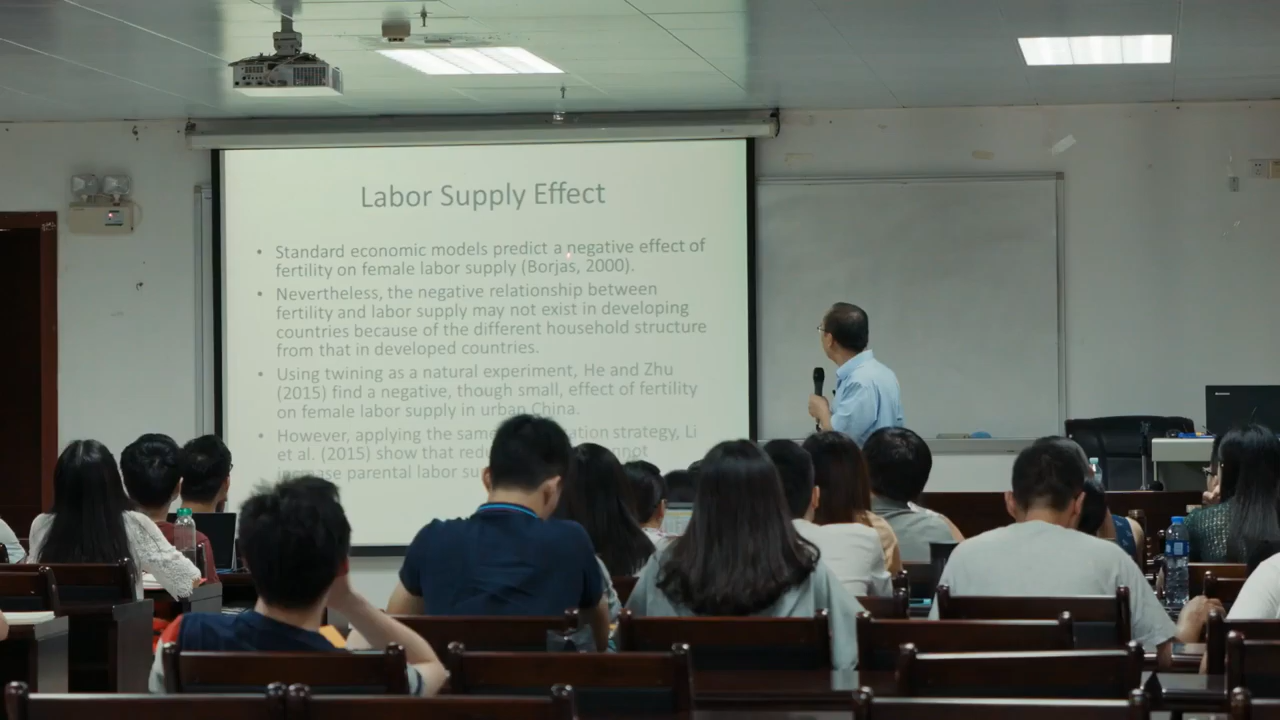 Labor Supply Effect
• Standard economic models predict a negative effect of
fertility on female labor supply (Borjas, 2000).
• Nevertheless, the negative relationship between
fertility and labor supply may not exist in developing
countries because of the different household structure
from that in developed countries.
• Using twining as a natural experiment, He and Zhu
(2015) find a negative, though small, effect of fertility
on female labor supply in urban China.
• However, applying the same ation strategy, Li
et al. (2015) show that
parental labor